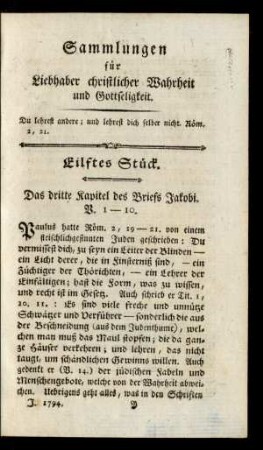 Sammlungen
für
Liebhaber christlicher Wahrheit
und Gottseligkeit.
Du lehrest andere; und lehrest dich selber nicht. Röm.
2, 21.
Eilftes Stück.
Das dritte Kapitel des Briefs Jakobi.
V. 1—10.
Paulus hatte Röm. 2, 19—21. von einem
fleischlichgesinnten Juden geschrieben: Du
vermissest dich, zu seyn ein Leiter der Blinden —
ein Licht derer, die in Finsterniß sind, — ein
Züchtiger der Thörichten, — ein Lehrer der
Einfältigen; hast die Form, was zu wissen,
und recht ist im Gesetz. Auch schrieb er Tit. 1,
10, 11.: Es sind viele freche und unnütze
Schwätzer und Verführer — sonderlich die aus
der Beschneidung (aus dem Judenthume), wel-
chen man muß das Maul stopfen; die da gan-
ze Häuser verkehren; und lehren, das nicht
taugt, um schändlichen Gewinns willen. Auch
gedenkt er (V. 14.) der jüdischen Fabeln und
Menschengebote, welche von der Wahrheit abwei-
chen. Uebrigens geht alles, was in den Schriften
J. 1794.